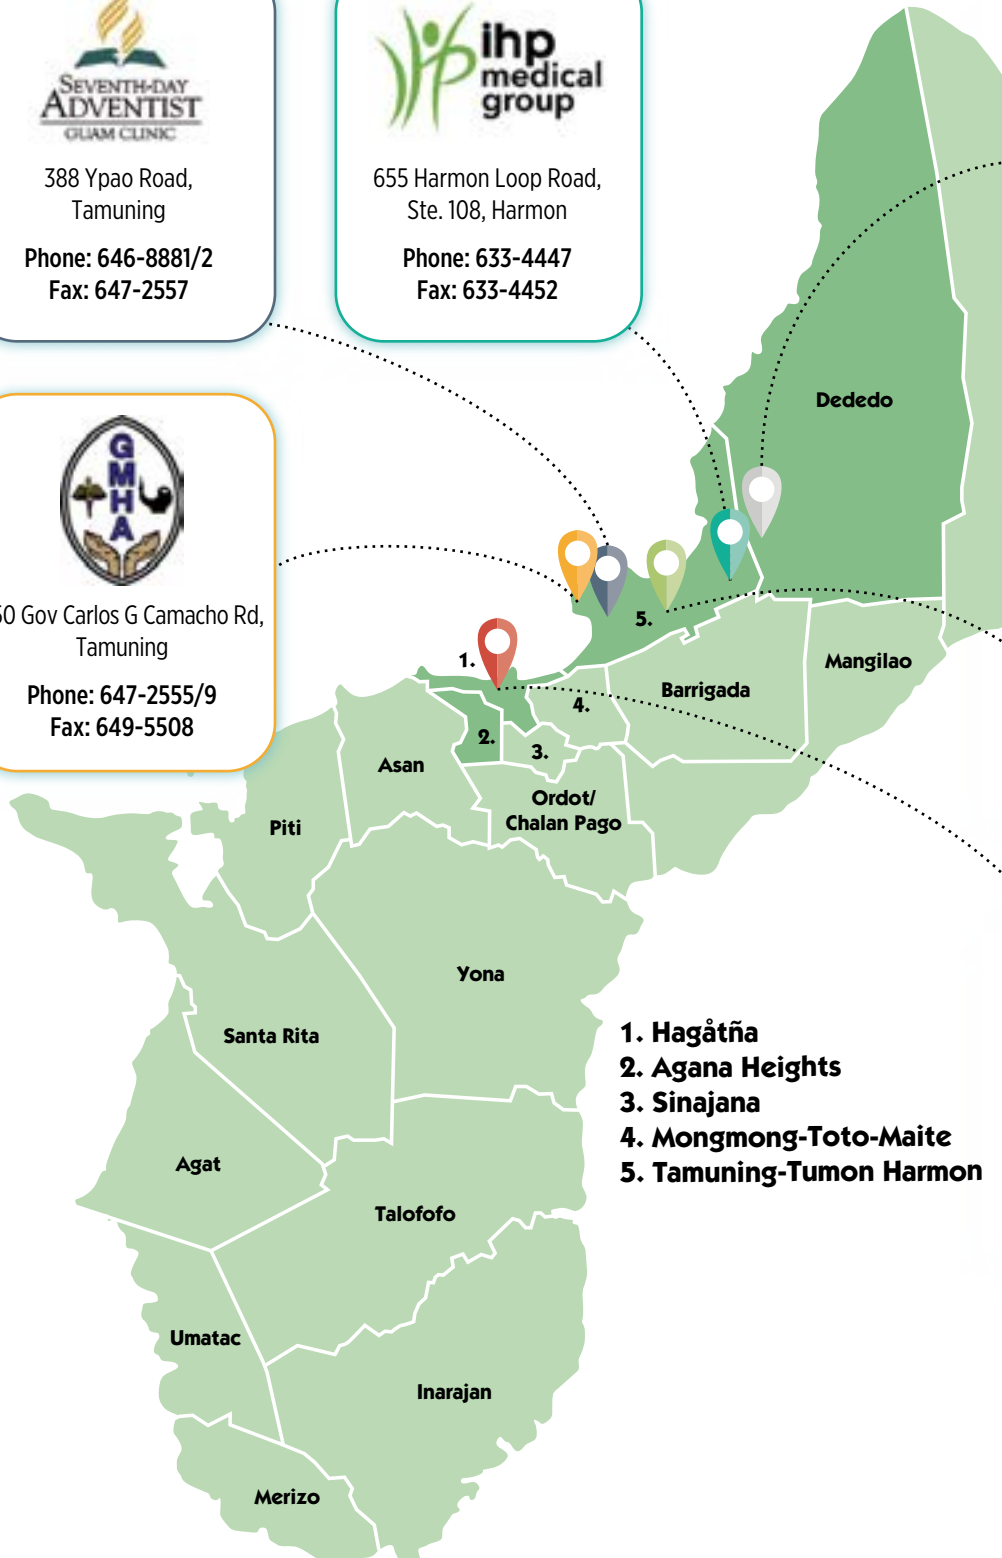 SEVENTH-DAY
ADVENTIST
GUAM CLINIC
388 Ypao Road,
Tamuning
Phone: 646-8881/2
Fax: 647-2557
ihp
medical
group
655 Harmon Loop Road,
Ste. 108, Harmon
Phone: 633-4447
Fax: 633-4452
GMHA
Gov Carlos G Camacho Rd,
Tamuning
Phone: 647-2555/9
Fax: 649-5508
Dededo
5.
1.
Mangilao
Barrigada
4.
2.
3.
Asan
Ordot/
Chalan Pago
Piti
Yona
Santa Rita
1. Hagåtña
2. Agana Heights
3. Sinajana
4. Mongmong-Toto-Maite
5. Tamuning-Tumon Harmon
Agat
Talofofo
Umatac
Inarajan
Merizo